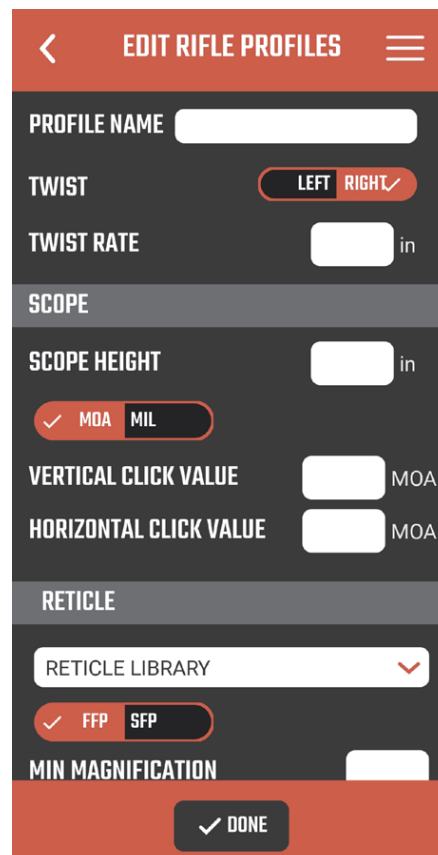 EDIT RIFLE PROFILES
PROFILE NAME
TWIST LEFT RIGHT
TWIST RATE in
SCOPE
SCOPE HEIGHT in
MOA MIL
VERTICAL CLICK VALUE MOA
HORIZONTAL CLICK VALUE MOA
RETICLE
RETICLE LIBRARY
FFP SFP
MIN MAGNIFICATION
DONE